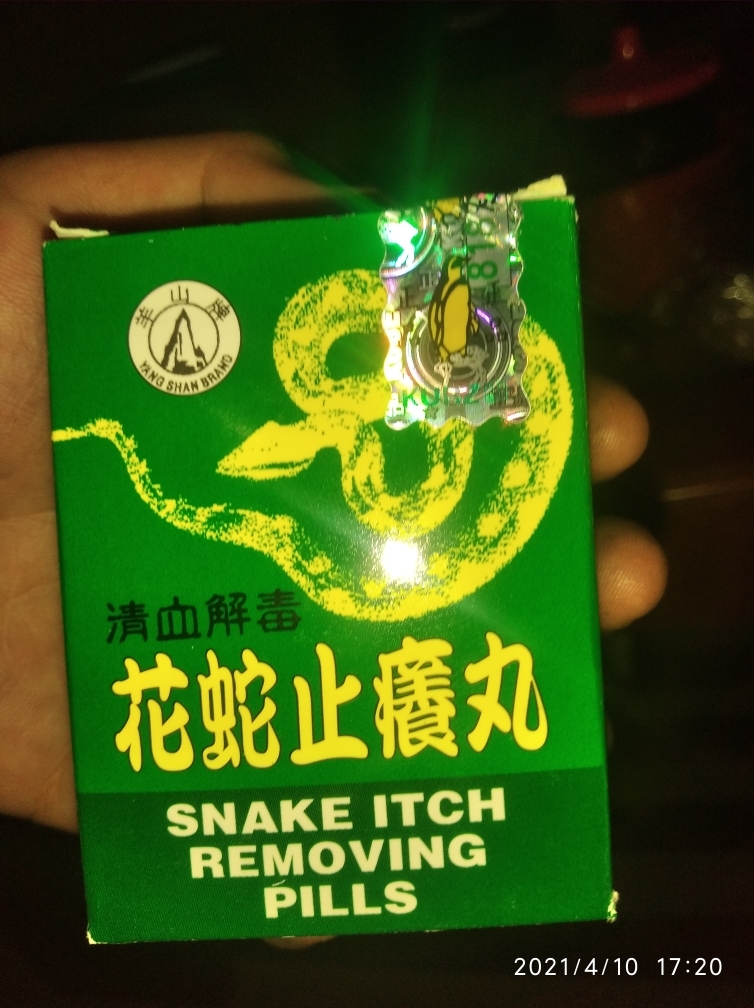 羊山牌
YANG SHAN BRAND
818
清血解毒
花蛇止癢丸
SNAKE ITCH
REMOVING
PILLS
2021/4/10 17:20